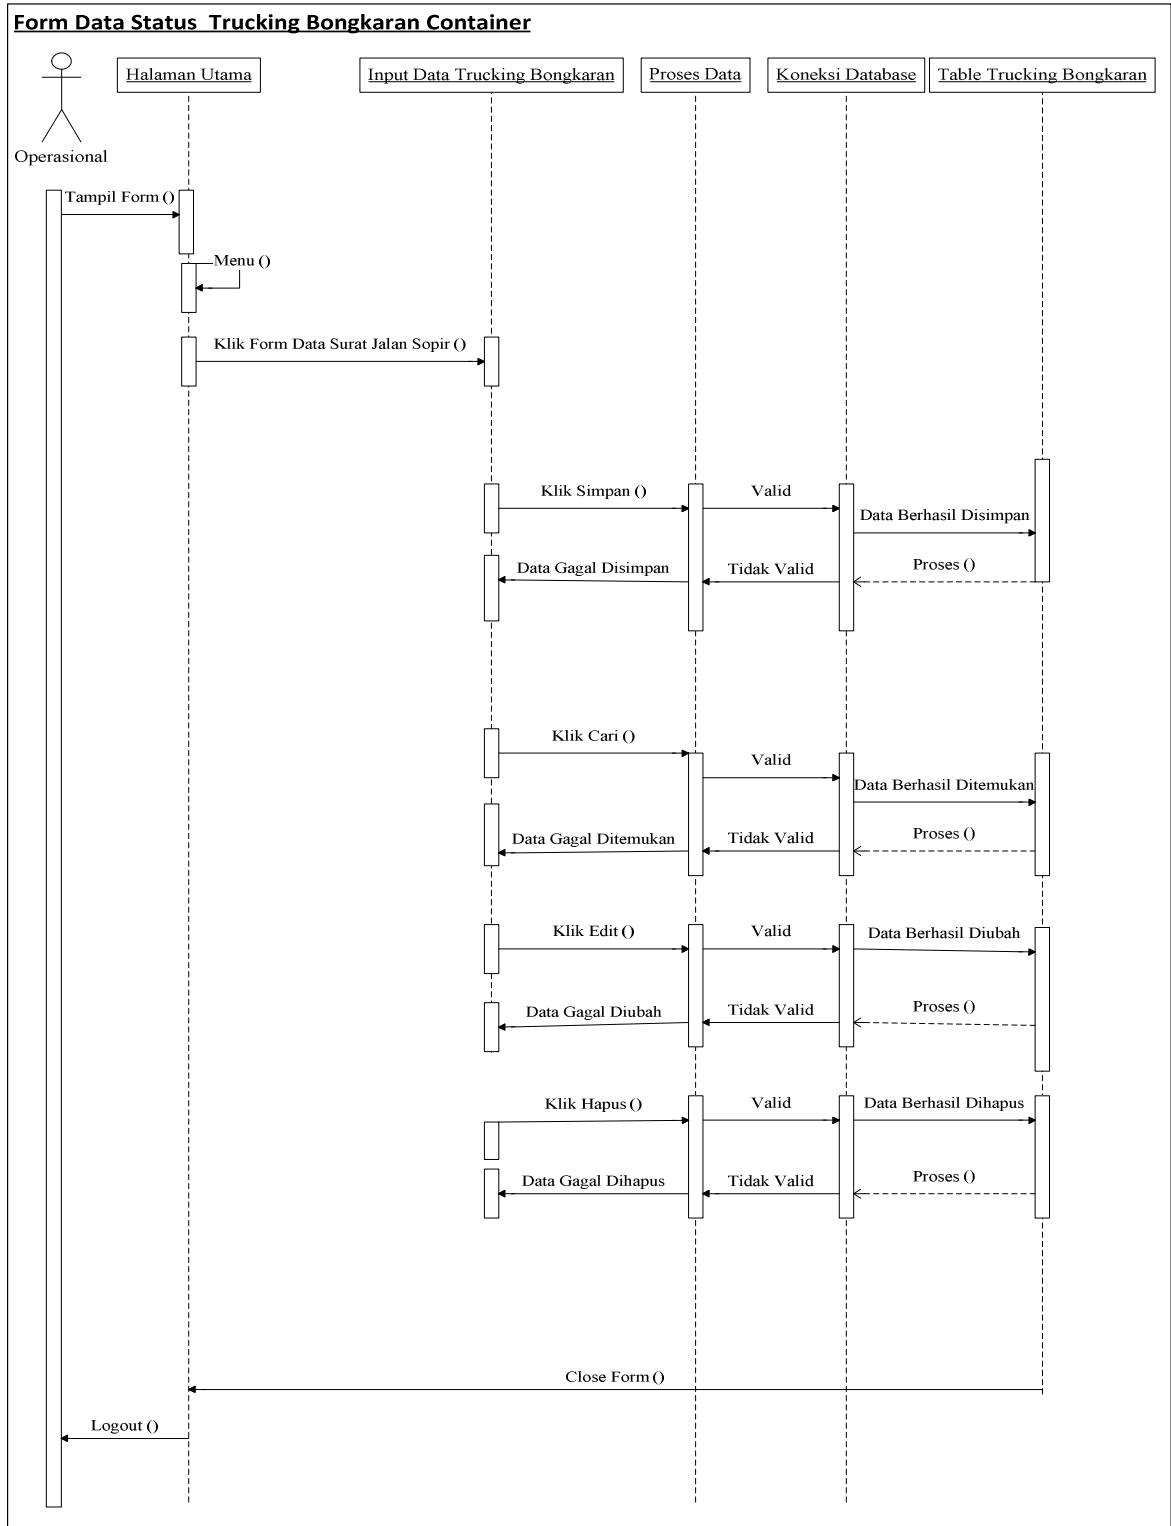 Form Data Status  Trucking Bongkaran Container
Halaman Utama
Input Data Trucking Bongkaran
Proses Data
Koneksi Database
Table Trucking Bongkaran
Operasional
Tampil Form ()
Menu ()
Klik Form Data Surat Jalan Sopir ()
Klik Simpan ()
Valid
Data Berhasil Disimpan
Data Gagal Disimpan
Tidak Valid
Proses ()
Klik Cari ()
Valid
Data Berhasil Ditemukan
Data Gagal Ditemukan
Tidak Valid
Proses ()
Klik Edit ()
Valid
Data Berhasil Diubah
Data Gagal Diubah
Tidak Valid
Proses ()
Klik Hapus ()
Valid
Data Berhasil Dihapus
Data Gagal Dihapus
Tidak Valid
Proses ()
Close Form ()
Logout ()